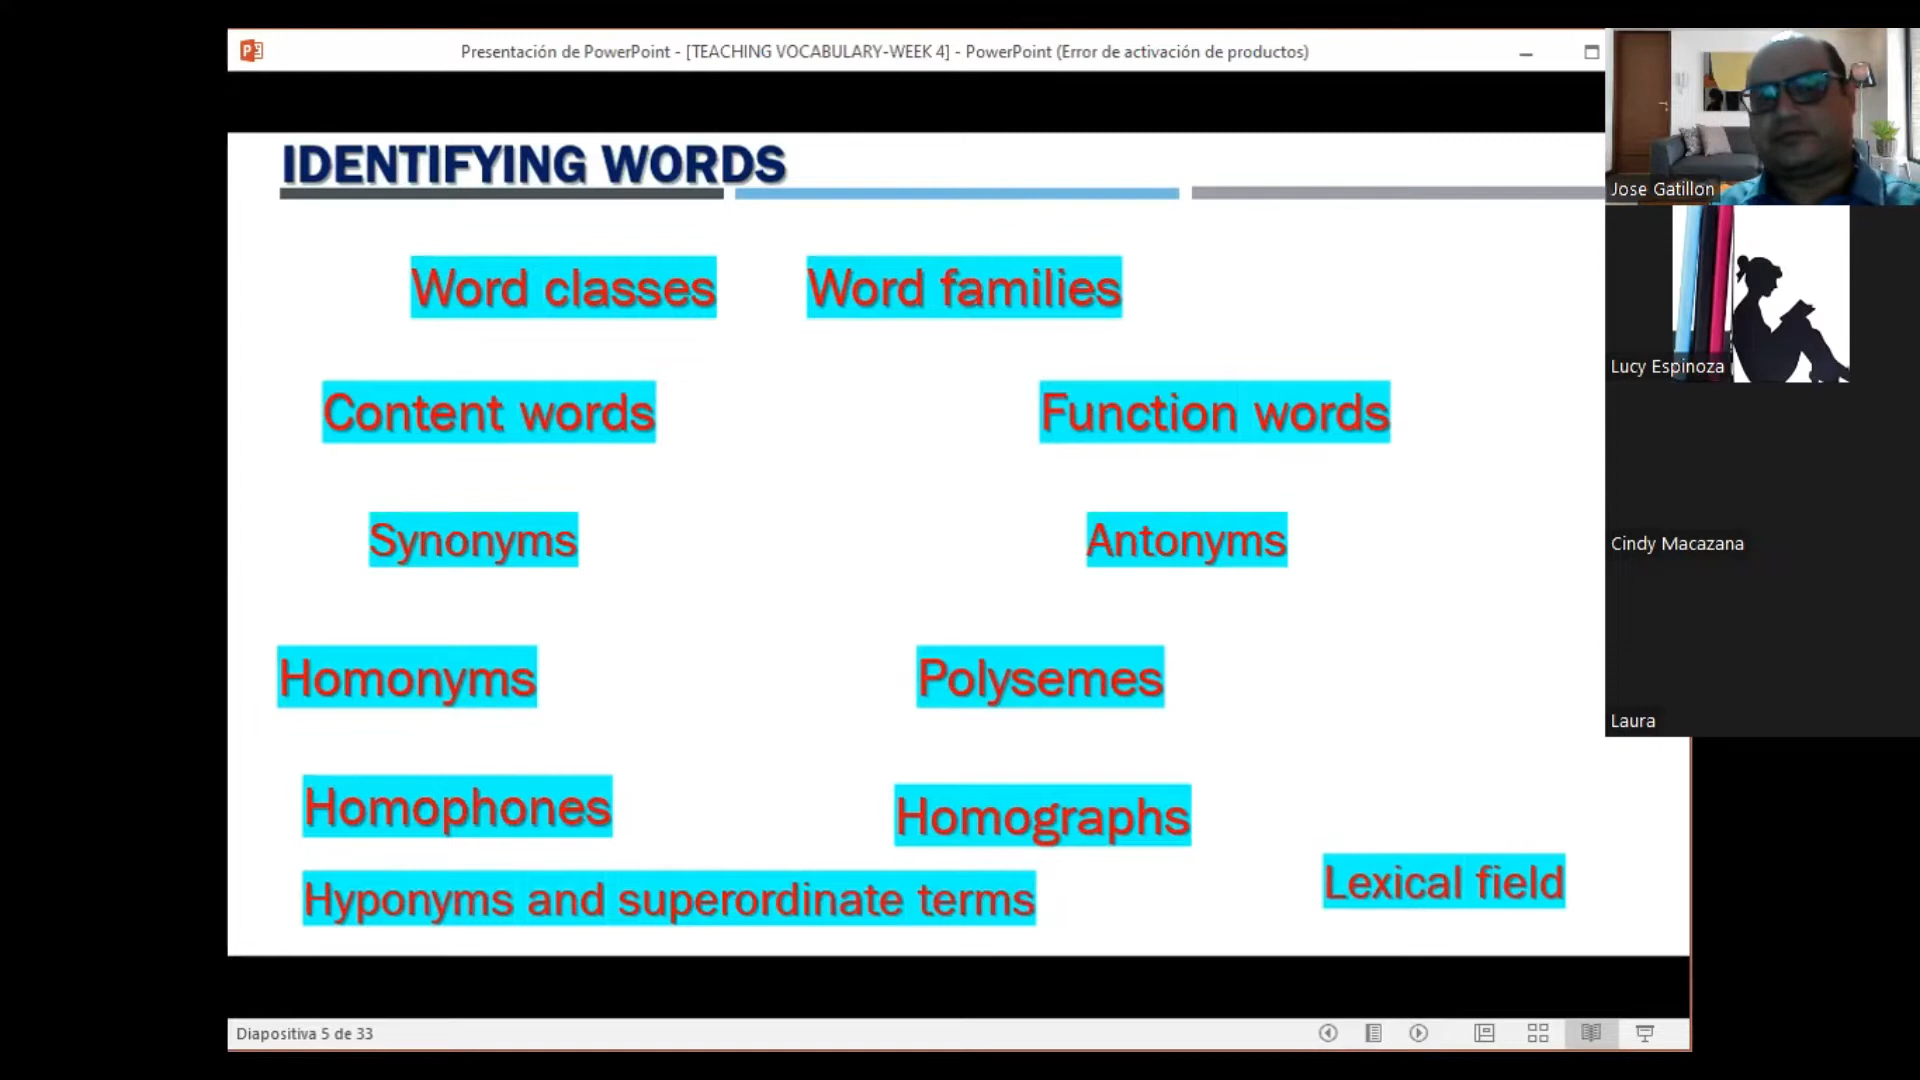 Presentación de PowerPoint - [TEACHING VOCABULARY-WEEK 4] - PowerPoint (Error de activación de productos)
IDENTIFYING WORDS
Word classes
Word families
Content words
Function words
Synonyms
Antonyms
Homonyms
Polysemes
Homophones
Homographs
Hyponyms and superordinate terms
Lexical field
Diapositiva 5 de 33
Jose Gatillon
Lucy Espinoza
Cindy Macazana
Laura